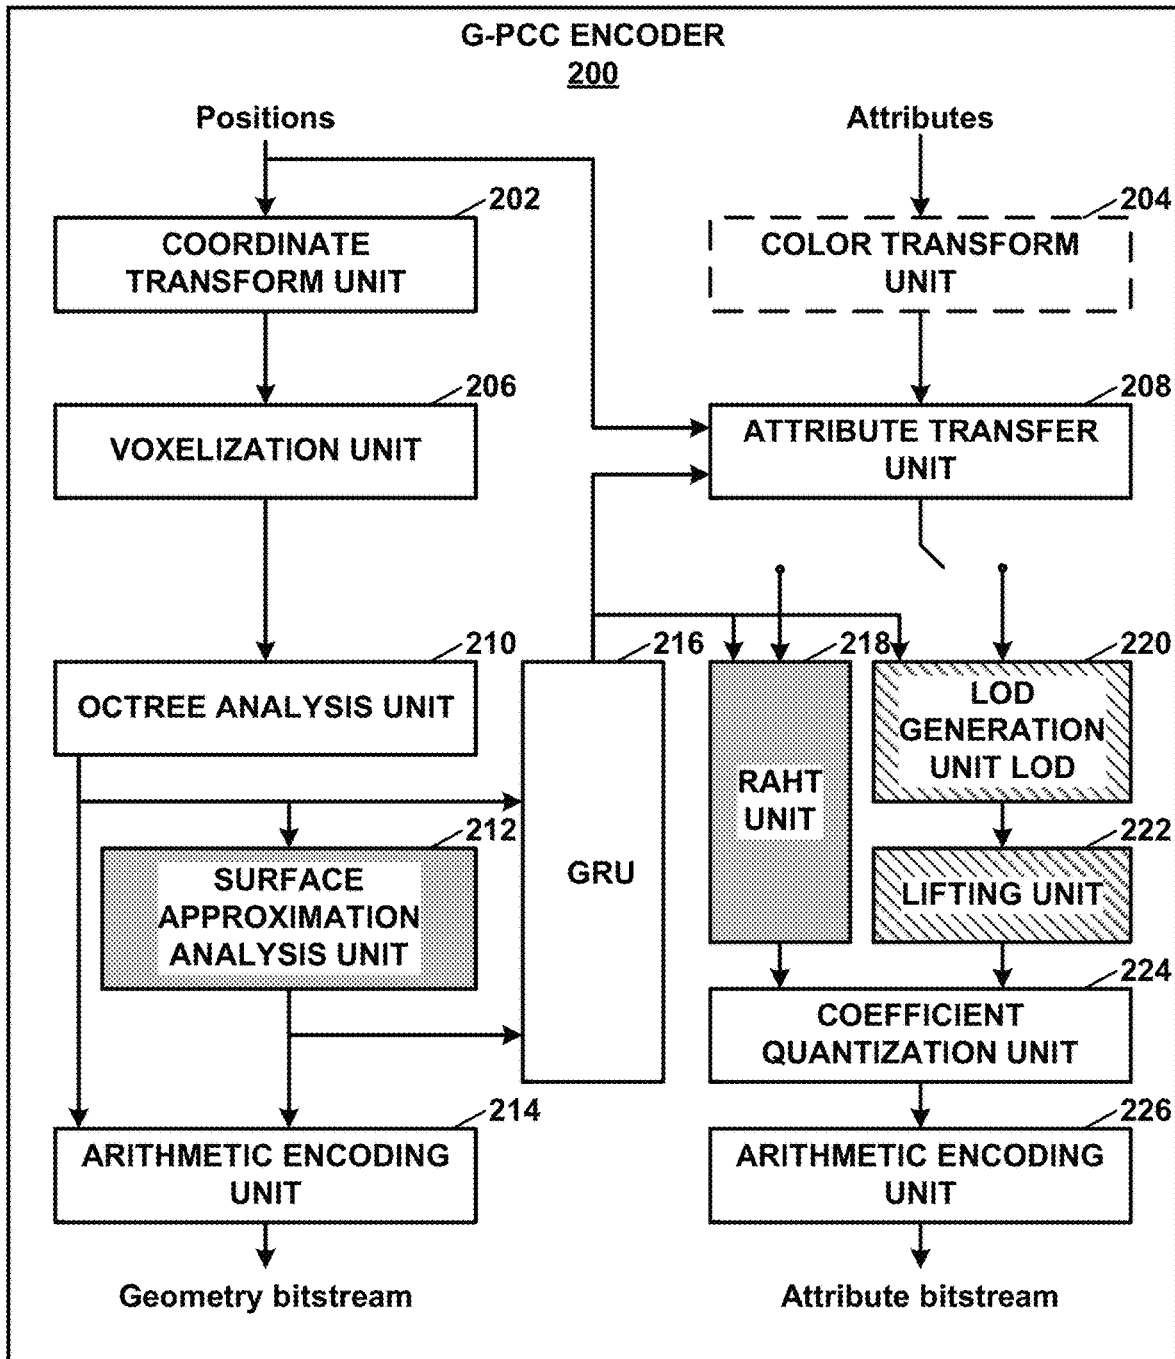 G-PCC ENCODER
200
Positions
Attributes
202
COORDINATE
TRANSFORM UNIT
204
COLOR TRANSFORM
UNIT
206
VOXELIZATION UNIT
208
ATTRIBUTE TRANSFER
UNIT
210
OCTREE ANALYSIS UNIT
216
GRU
218
RAHT
UNIT
220
LOD
GENERATION
UNIT LOD
212
SURFACE
APPROXIMATION
ANALYSIS UNIT
222
LIFTING UNIT
224
COEFFICIENT
QUANTIZATION UNIT
214
ARITHMETIC ENCODING
UNIT
226
ARITHMETIC ENCODING
UNIT
Geometry bitstream
Attribute bitstream